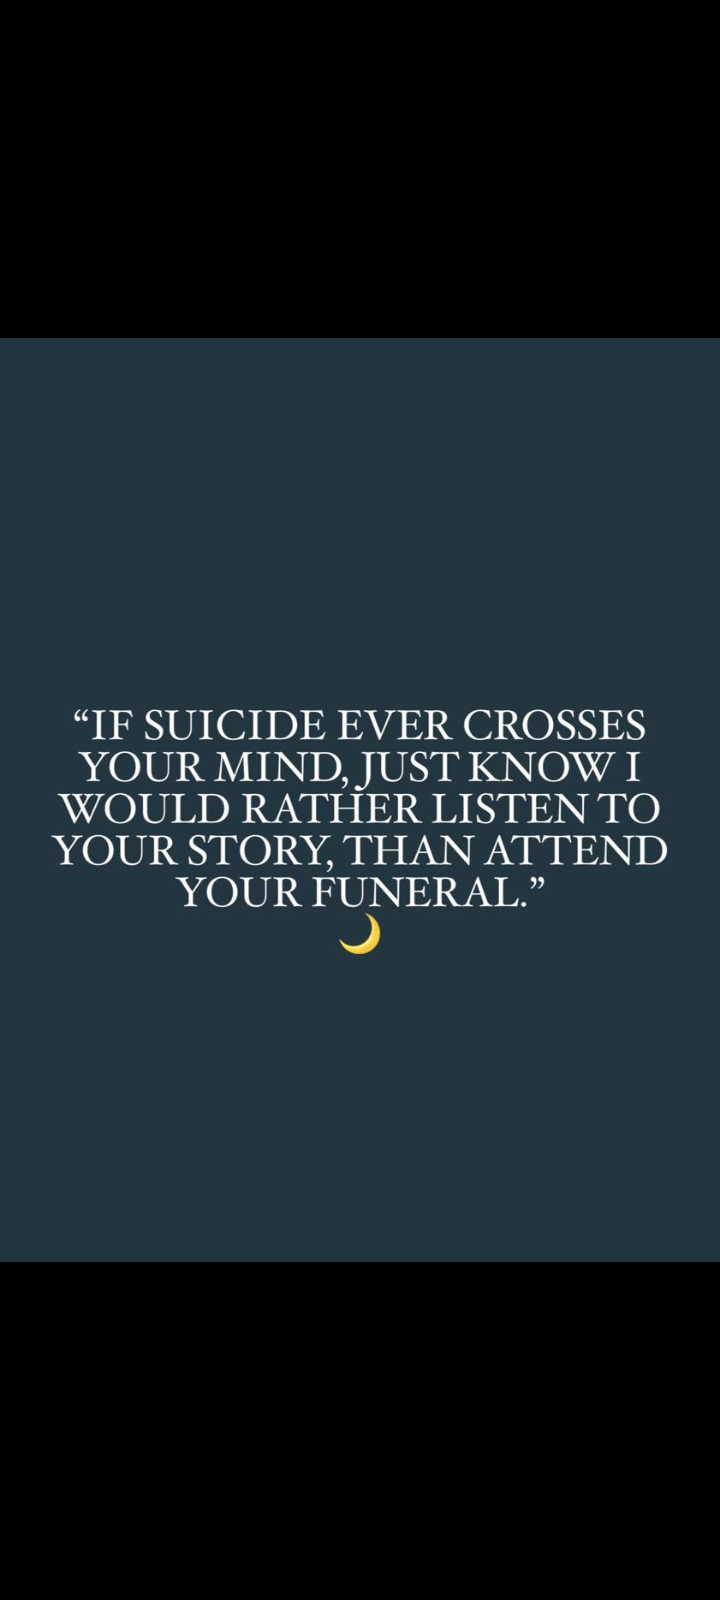 “IF SUICIDE EVER CROSSES
YOUR MIND, JUST KNOW I
WOULD RATHER LISTEN TO
YOUR STORY, THAN ATTEND
YOUR FUNERAL.”
🌙